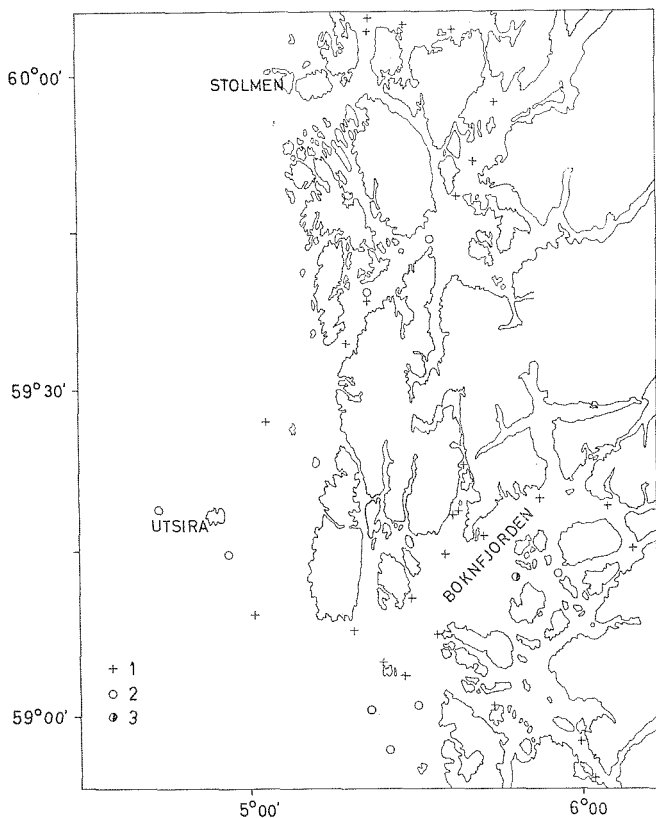 60°00'
STOLMEN
59°30'
UTSIRA
BOKNFJORDEN
+ 1
○ 2
◑ 3
59°00'
5°00'
6°00'